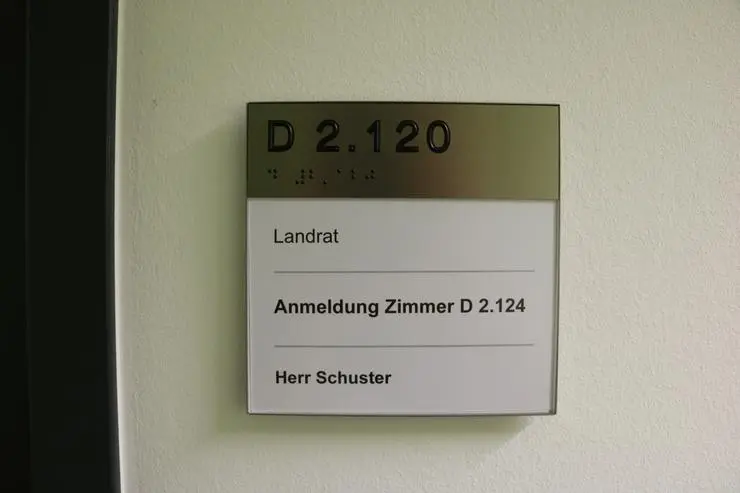 D 2.120
Landrat
Anmeldung Zimmer D 2.124
Herr Schuster